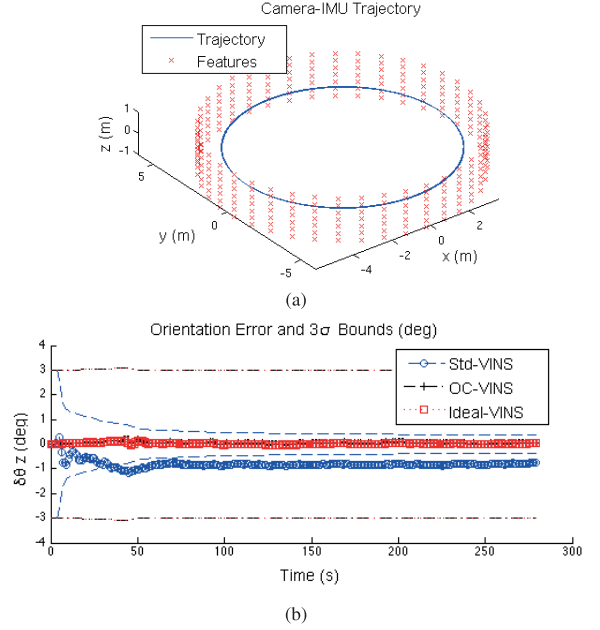 Camera-IMU Trajectory
Trajectory
Features
1
0
-1
z (m)
5
0
-5
y (m)
-4
-2
0
2
x (m)
(a)
Orientation Error and 3σ Bounds (deg)
4
3
2
1
0
-1
-2
-3
-4
δθ z (deg)
Std-VINS
OC-VINS
Ideal-VINS
0 50 100 150 200 250 300
Time (s)
(b)